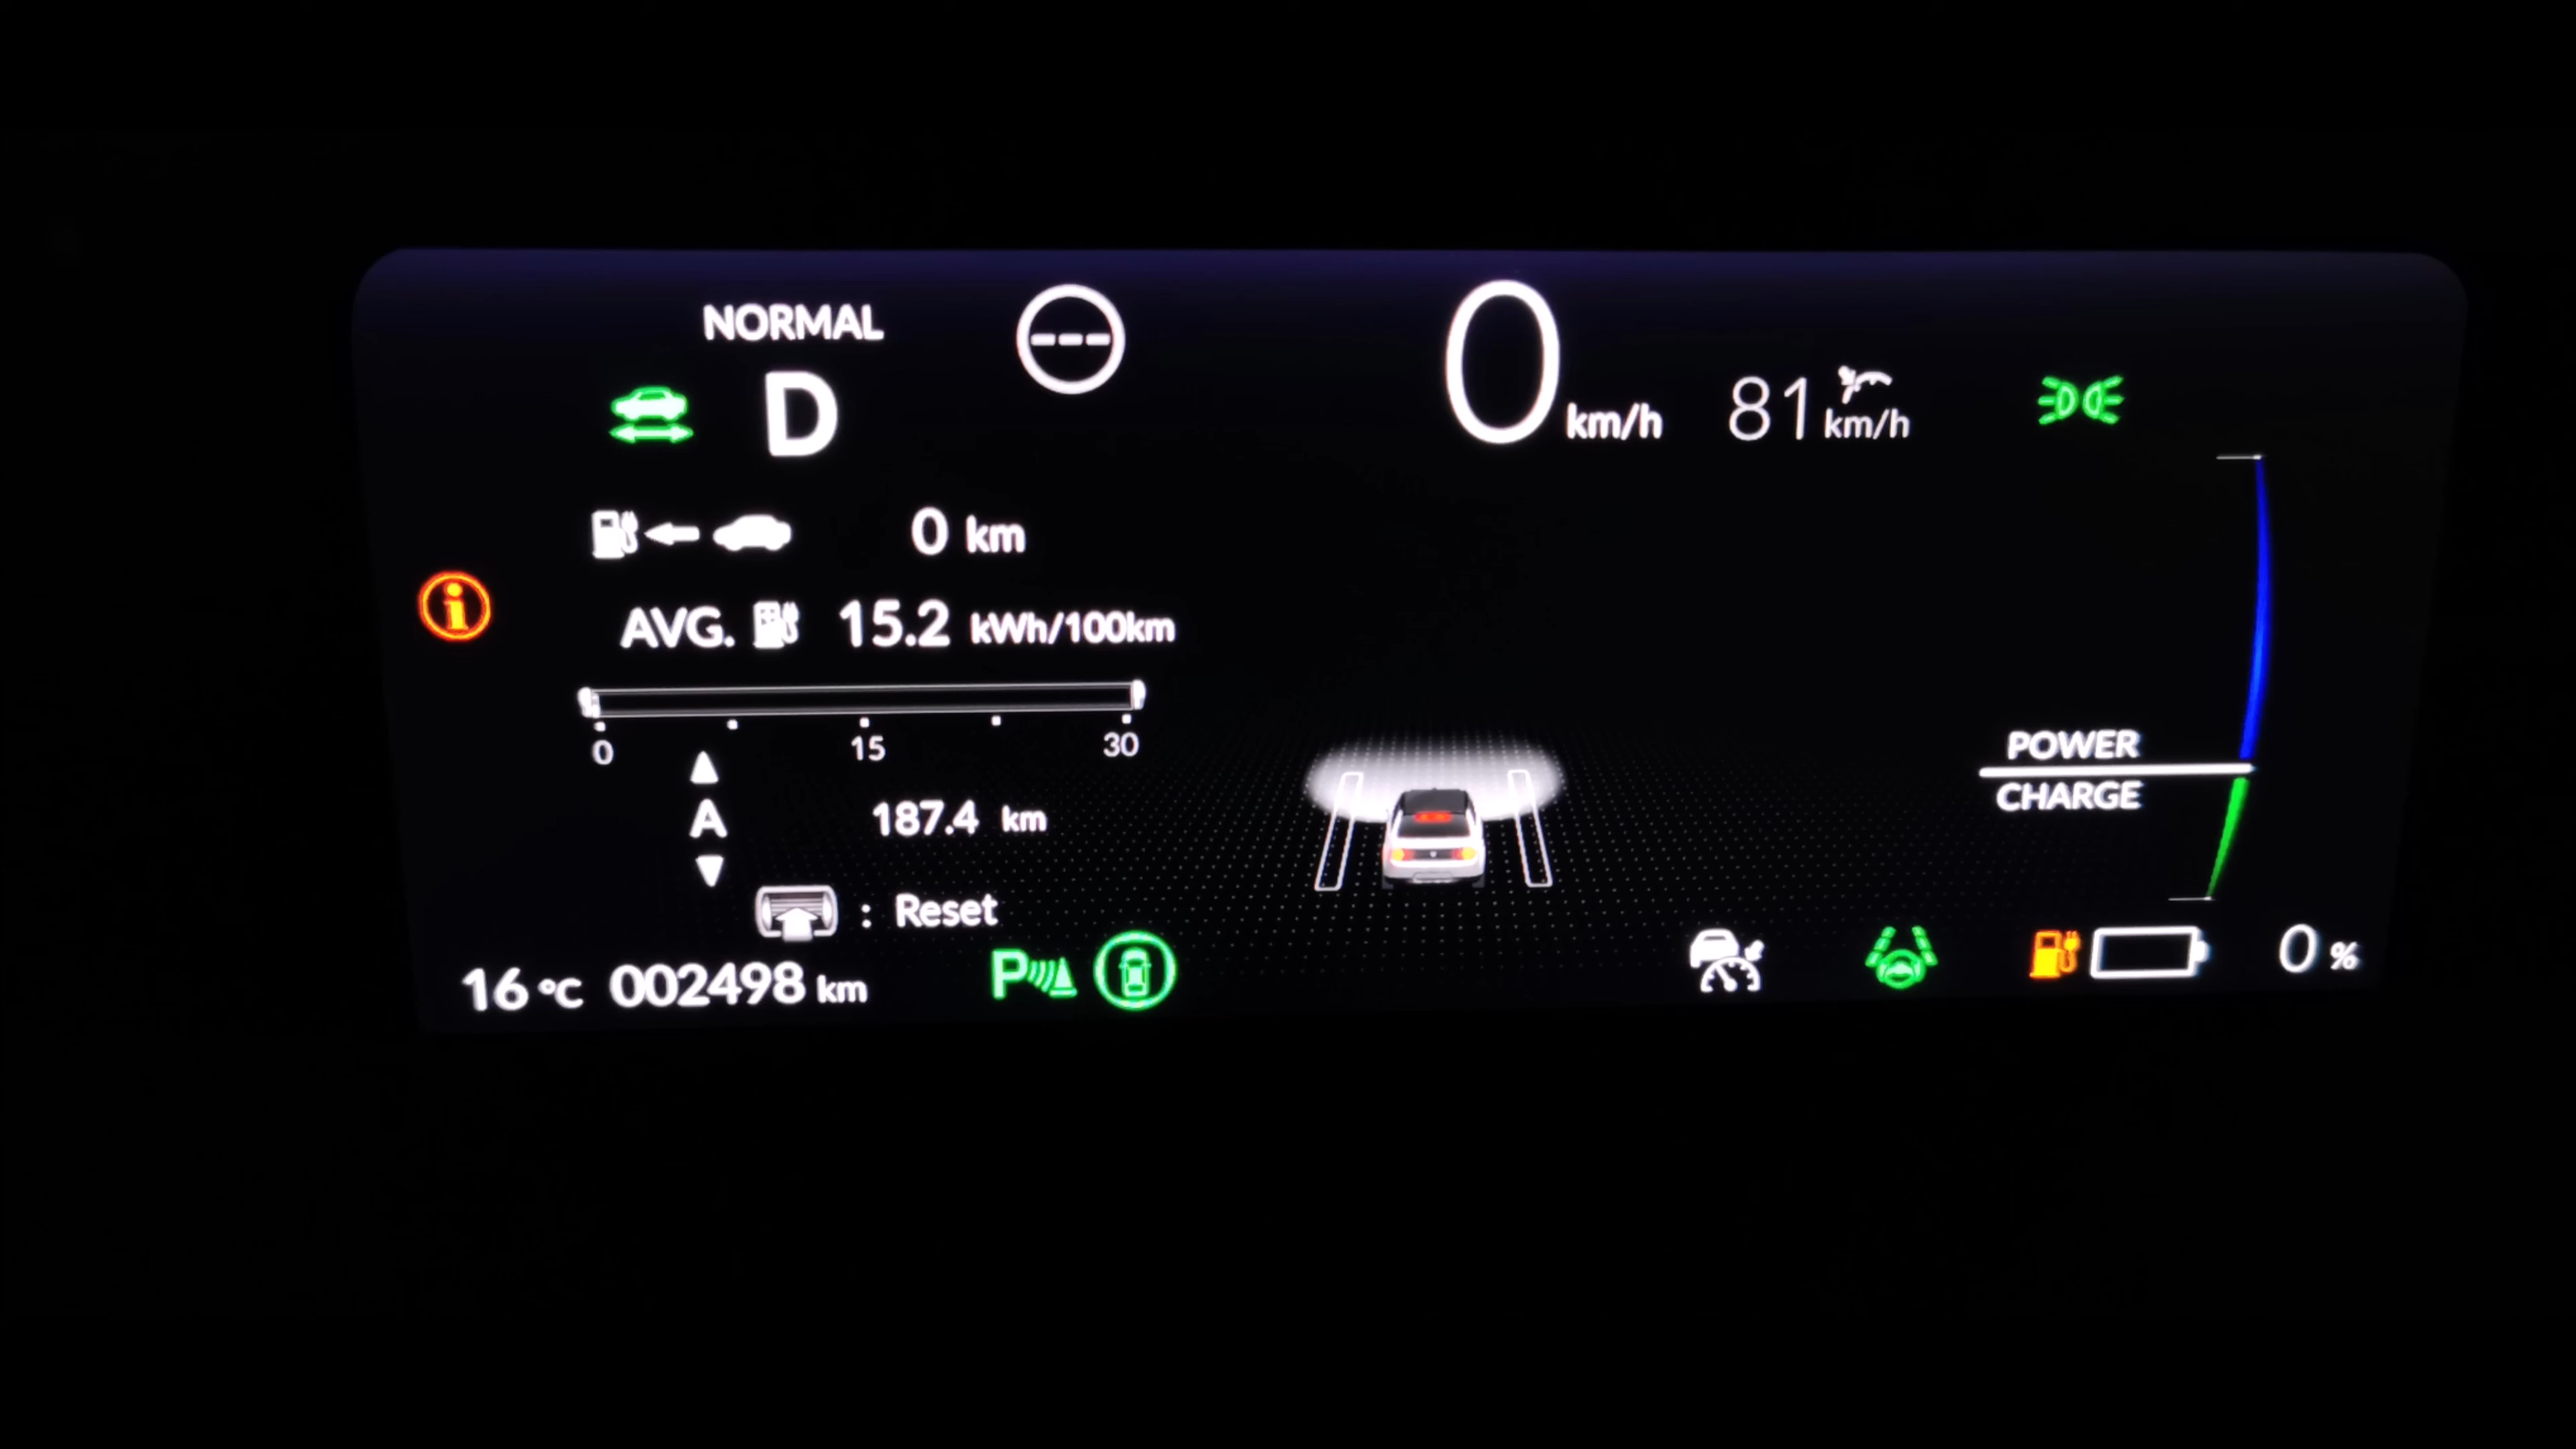 NORMAL
---
D
0 km/h
81 km/h
0 km
AVG. 15.2 kWh/100km
0 15 30
A 187.4 km
: Reset
POWER
CHARGE
16 °C 002498 km
P
0 %